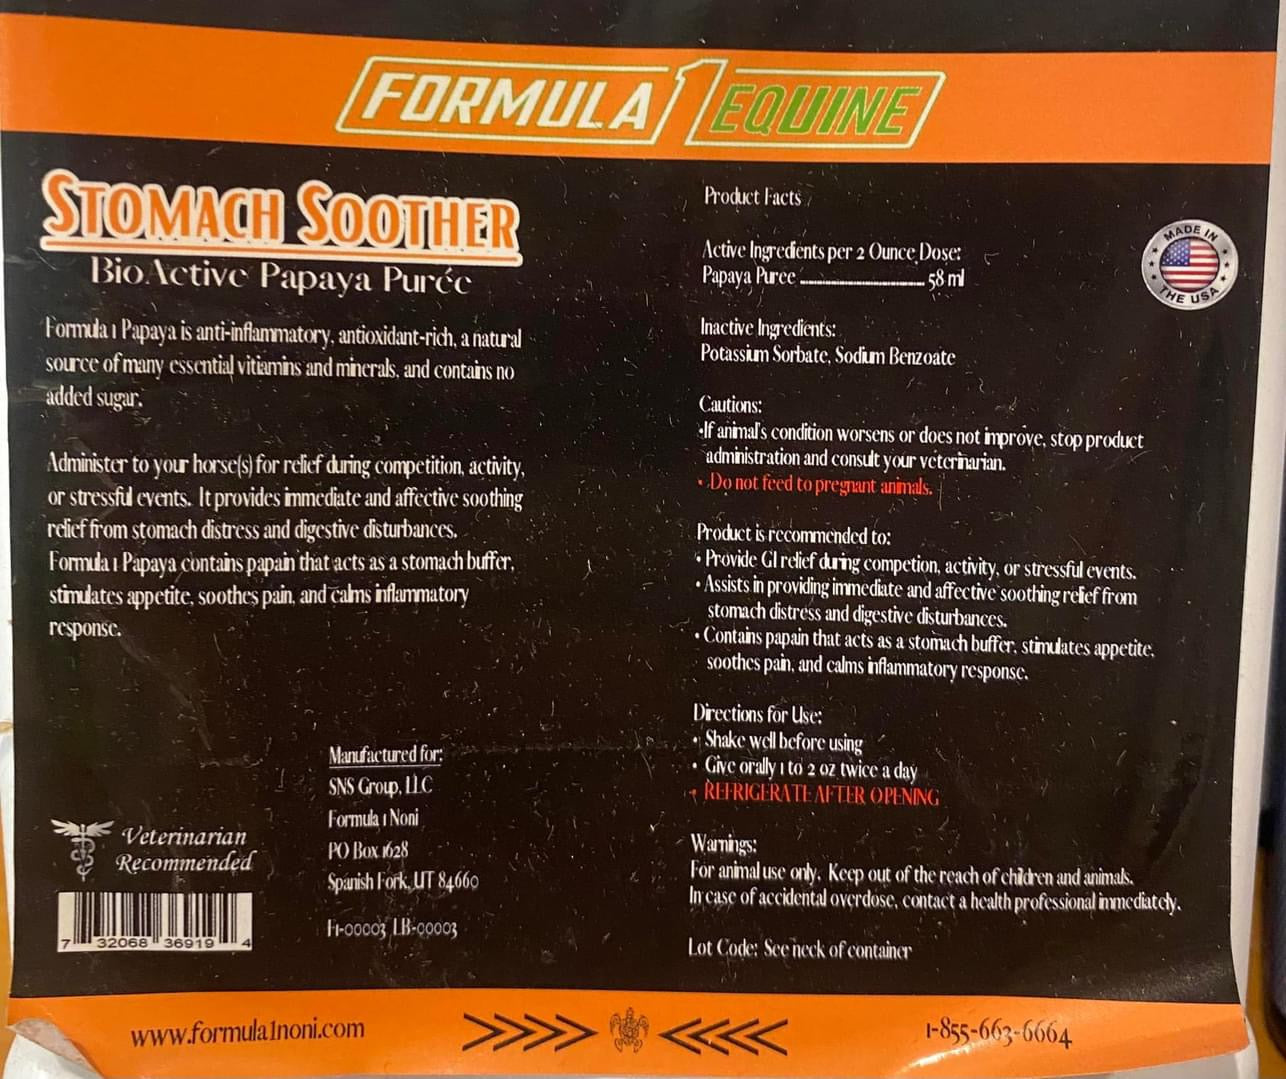 FORMULA 1 EQUINE
STOMACH SOOTHER
BioActive Papaya Purée
Formula 1 Papaya is anti-inflammatory, antioxidant-rich, a natural
source of many essential vitiamins and minerals, and contains no
added sugar.
Administer to your horse(s) for relief during competition, activity,
or stressful events. It provides immediate and affective soothing
relief from stomach distress and digestive disturbances.
Formula 1 Papaya contains papain that acts as a stomach buffer,
stimulates appetite, soothes pain, and calms inflammatory
response.
Manufactured for:
SNS Group, LLC
Formula 1 Noni
PO Box 1628
Spanish Fork, UT 84660
F1-00003 LB-00003
Veterinarian
Recommended
7 32068 36919 4
Product Facts
Active Ingredients per 2 Ounce Dose:
Papaya Puree ........................ 58 ml
Inactive Ingredients:
Potassium Sorbate, Sodium Benzoate
Cautions:
•If animal's condition worsens or does not improve, stop product
administration and consult your veterinarian.
• Do not feed to pregnant animals.
Product is recommended to:
• Provide GI relief during competion, activity, or stressful events.
• Assists in providing immediate and affective soothing relief from
stomach distress and digestive disturbances.
• Contains papain that acts as a stomach buffer, stimulates appetite,
soothes pain, and calms inflammatory response.
Directions for Use:
• Shake well before using
• Give orally 1 to 2 oz twice a day
• REFRIGERATE AFTER OPENING
Warnings:
For animal use only. Keep out of the reach of children and animals.
In case of accidental overdose, contact a health professional immediately.
Lot Code: See neck of container
MADE IN
THE USA
www.formula1noni.com
1-855-663-6664